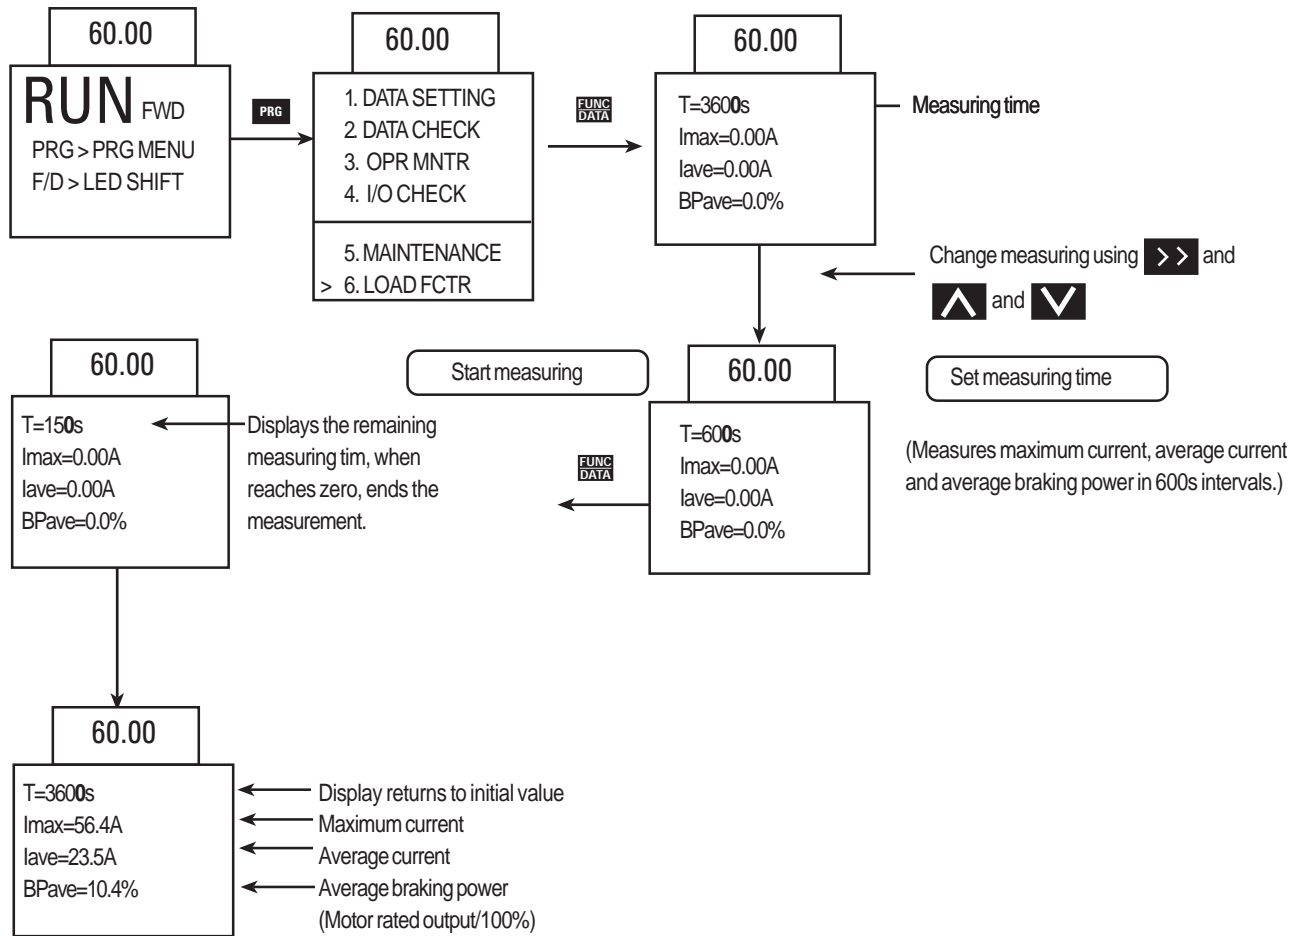 60.00
RUN FWD
PRG > PRG MENU
F/D > LED SHIFT
PRG
60.00
1. DATA SETTING
2. DATA CHECK
3. OPR MNTR
4. I/O CHECK
5. MAINTENANCE
> 6. LOAD FCTR
FUNC
DATA
60.00
T=3600s
Imax=0.00A
Iave=0.00A
BPave=0.0%
Measuring time
Change measuring using >> and
∧ and ∨
60.00
T=600s
Imax=0.00A
Iave=0.00A
BPave=0.0%
Set measuring time
(Measures maximum current, average current
and average braking power in 600s intervals.)
Start measuring
FUNC
DATA
60.00
T=150s
Imax=0.00A
Iave=0.00A
BPave=0.0%
Displays the remaining
measuring tim, when
reaches zero, ends the
measurement.
60.00
T=3600s
Imax=56.4A
Iave=23.5A
BPave=10.4%
Display returns to initial value
Maximum current
Average current
Average braking power
(Motor rated output/100%)